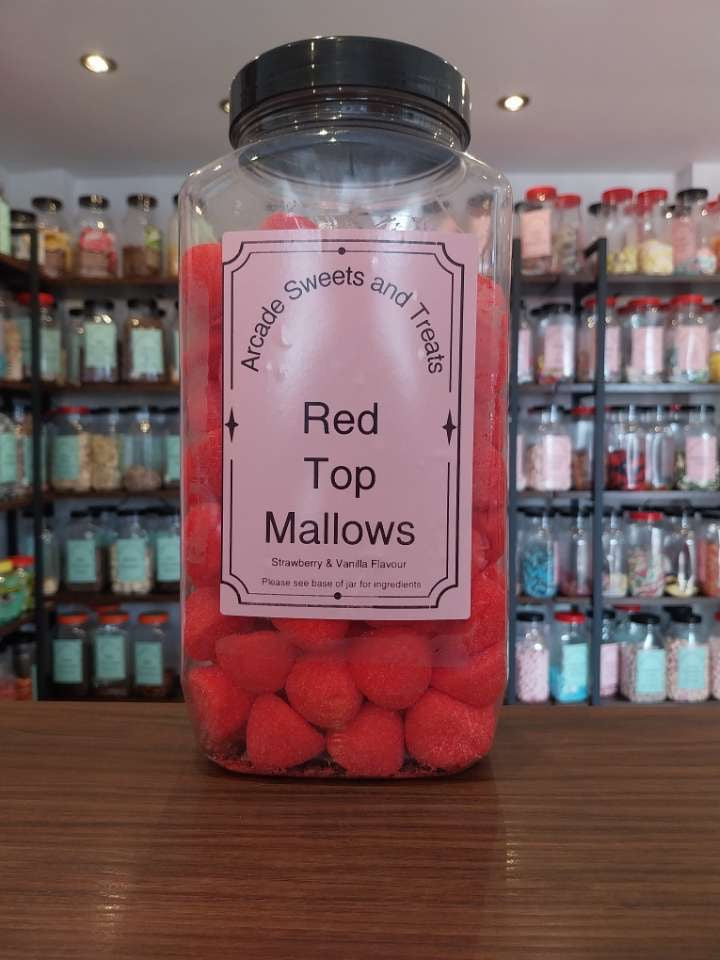 Arcade Sweets and Treats
Red
Top
Mallows
Strawberry & Vanilla Flavour
Please see base of jar for ingredients